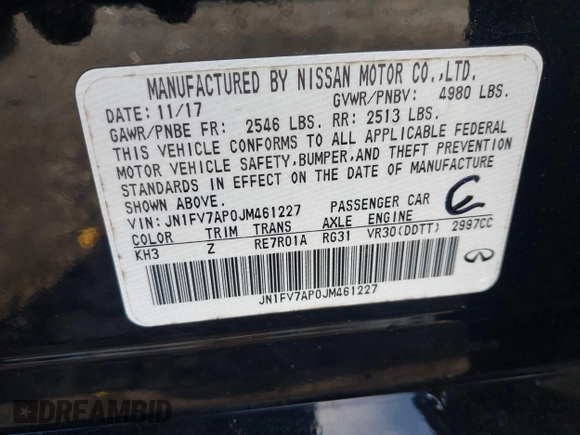 MANUFACTURED BY NISSAN MOTOR CO.,LTD.
DATE: 11/17 GVWR/PNBV: 4980 LBS.
GAWR/PNBE FR: 2546 LBS. RR: 2513 LBS.
THIS VEHICLE CONFORMS TO ALL APPLICABLE FEDERAL
MOTOR VEHICLE SAFETY,BUMPER,AND THEFT PREVENTION
STANDARDS IN EFFECT ON THE DATE OF MANUFACTURE
SHOWN ABOVE.
VIN: JN1FV7AP0JM461227 PASSENGER CAR
COLOR TRIM TRANS AXLE ENGINE
KH3 Z RE7R01A RG31 VR30(DDTT) 2997CC
JN1FV7AP0JM461227
DREAMBID